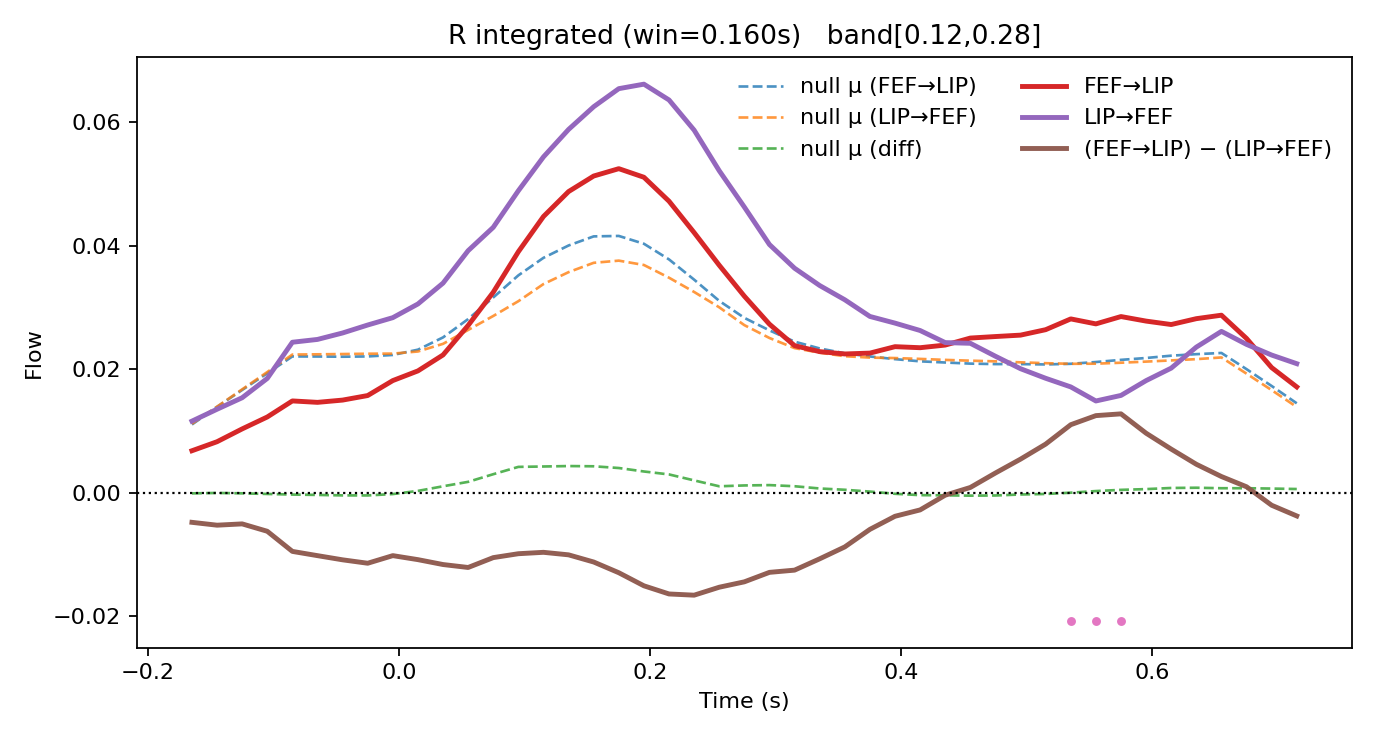 R integrated (win=0.160s)   band[0.12,0.28]
null μ (FEF→LIP)
null μ (LIP→FEF)
null μ (diff)
FEF→LIP
LIP→FEF
(FEF→LIP) − (LIP→FEF)
Flow
0.06
0.04
0.02
0.00
−0.02
−0.2
0.0
0.2
0.4
0.6
Time (s)